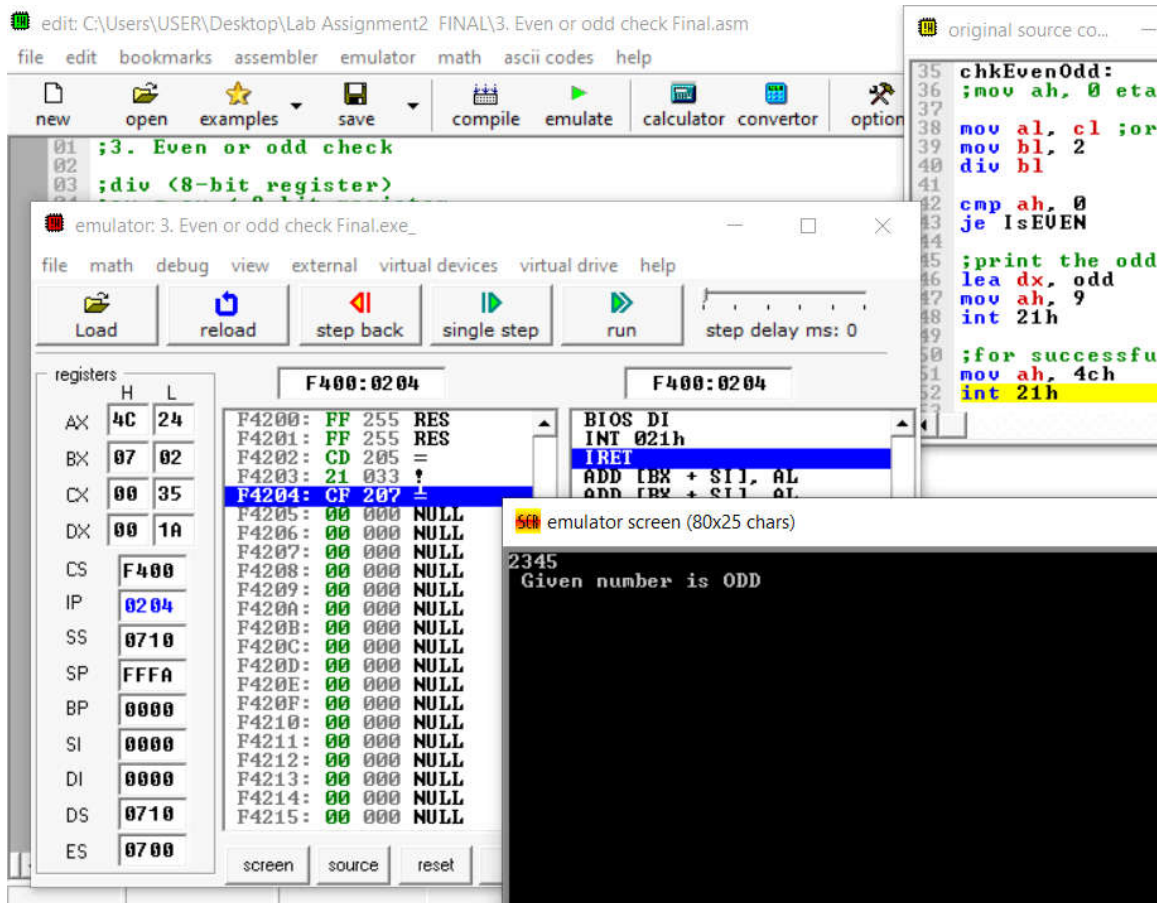 edit: C:\Users\USER\Desktop\Lab Assignment2 FINAL\3. Even or odd check Final.asm
file edit bookmarks assembler emulator math ascii codes help
new open examples save compile emulate calculator convertor option
01 ;3. Even or odd check
02
03 ;div (8-bit register)
emulator: 3. Even or odd check Final.exe_
file math debug view external virtual devices virtual drive help
Load reload step back single step run step delay ms: 0
registers
H L
AX 4C 24
BX 07 02
CX 00 35
DX 00 1A
CS F400
IP 0204
SS 0710
SP FFFA
BP 0000
SI 0000
DI 0000
DS 0710
ES 0700
F400:0204
F4200: FF 255 RES
F4201: FF 255 RES
F4202: CD 205 =
F4203: 21 033 !
F4204: CF 207 ╧
F4205: 00 000 NULL
F4206: 00 000 NULL
F4207: 00 000 NULL
F4208: 00 000 NULL
F4209: 00 000 NULL
F420A: 00 000 NULL
F420B: 00 000 NULL
F420C: 00 000 NULL
F420D: 00 000 NULL
F420E: 00 000 NULL
F420F: 00 000 NULL
F4210: 00 000 NULL
F4211: 00 000 NULL
F4212: 00 000 NULL
F4213: 00 000 NULL
F4214: 00 000 NULL
F4215: 00 000 NULL
F400:0204
BIOS DI
INT 021h
IRET
ADD [BX + SI], AL
ADD [BX + SI], AL
screen source reset
original source co...
35 chkEvenOdd:
36 ;mov ah, 0 eta
37
38 mov al, cl ;or
39 mov bl, 2
40 div bl
41
42 cmp ah, 0
43 je IsEVEN
44
45 ;print the odd
46 lea dx, odd
47 mov ah, 9
48 int 21h
49
50 ;for successfu
51 mov ah, 4ch
52 int 21h
emulator screen (80x25 chars)
2345
Given number is ODD